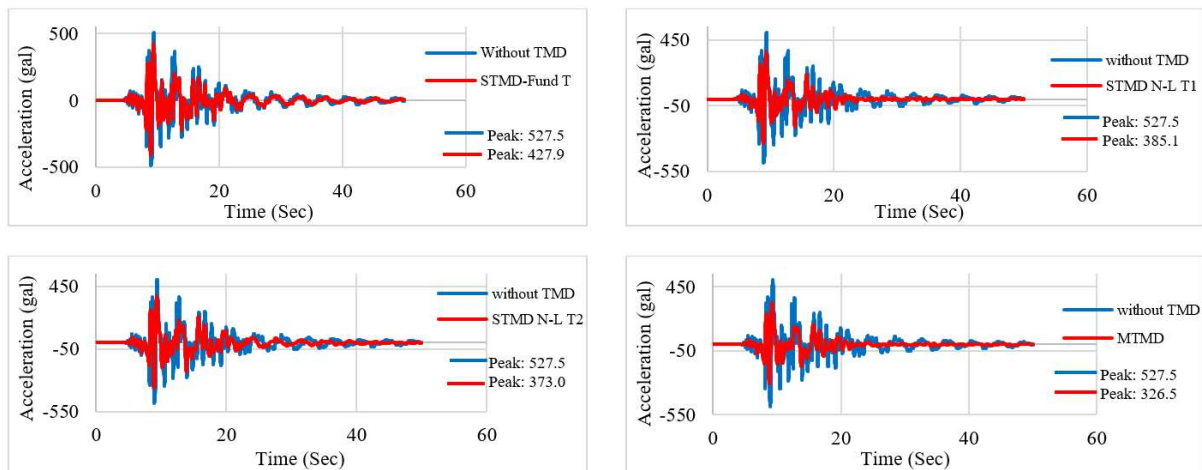 Acceleration (gal)
500
0
-500
Without TMD
STMD-Fund T
Peak: 527.5
Peak: 427.9
0
20
40
60
Time (Sec)
Acceleration (gal)
450
-50
-550
without TMD
STMD N-L T1
Peak: 527.5
Peak: 385.1
0
20
40
60
Time (Sec)
Acceleration (gal)
450
-50
-550
without TMD
STMD N-L T2
Peak: 527.5
Peak: 373.0
0
20
40
60
Time (Sec)
Acceleration (gal)
450
-50
-550
without TMD
MTMD
Peak: 527.5
Peak: 326.5
0
20
40
60
Time (Sec)